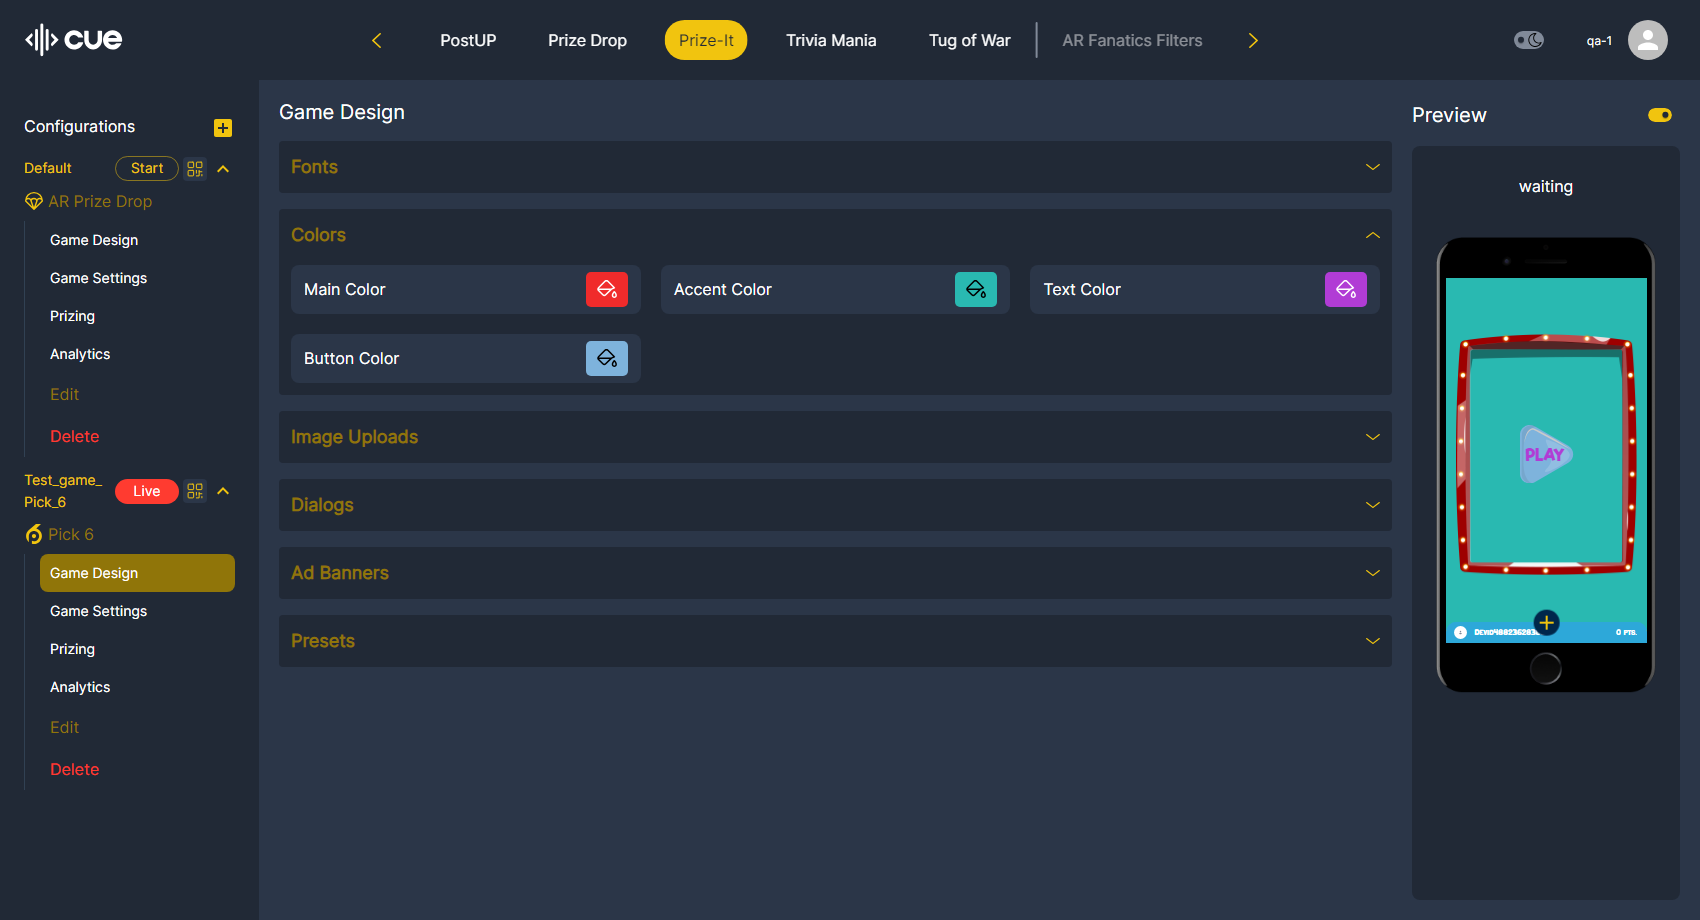 cue
PostUP
Prize Drop
Prize-It
Trivia Mania
Tug of War
AR Fanatics Filters
qa-1
Configurations
Default
Start
AR Prize Drop
Game Design
Game Settings
Prizing
Analytics
Edit
Delete
Test_game_
Pick_6
Live
Pick 6
Game Design
Game Settings
Prizing
Analytics
Edit
Delete
Game Design
Fonts
Colors
Main Color
Accent Color
Text Color
Button Color
Image Uploads
Dialogs
Ad Banners
Presets
Preview
waiting
PLAY
0 PTS.